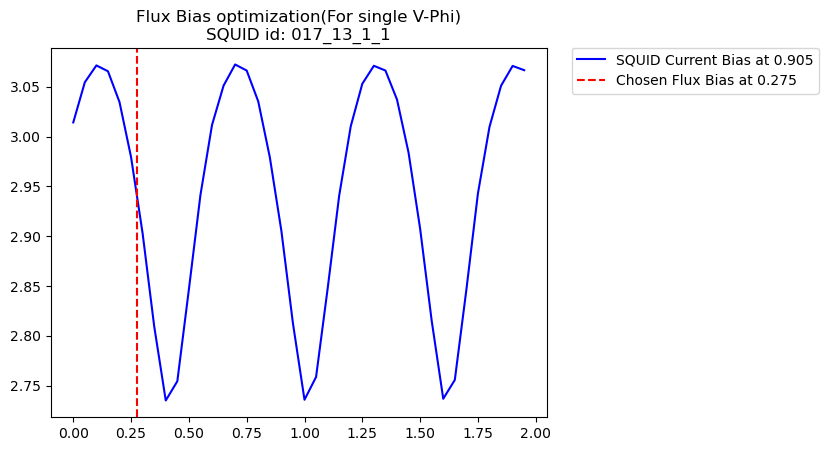 Flux Bias optimization(For single V-Phi)
SQUID id: 017_13_1_1
SQUID Current Bias at 0.905
Chosen Flux Bias at 0.275
3.05
3.00
2.95
2.90
2.85
2.80
2.75
0.00 0.25 0.50 0.75 1.00 1.25 1.50 1.75 2.00